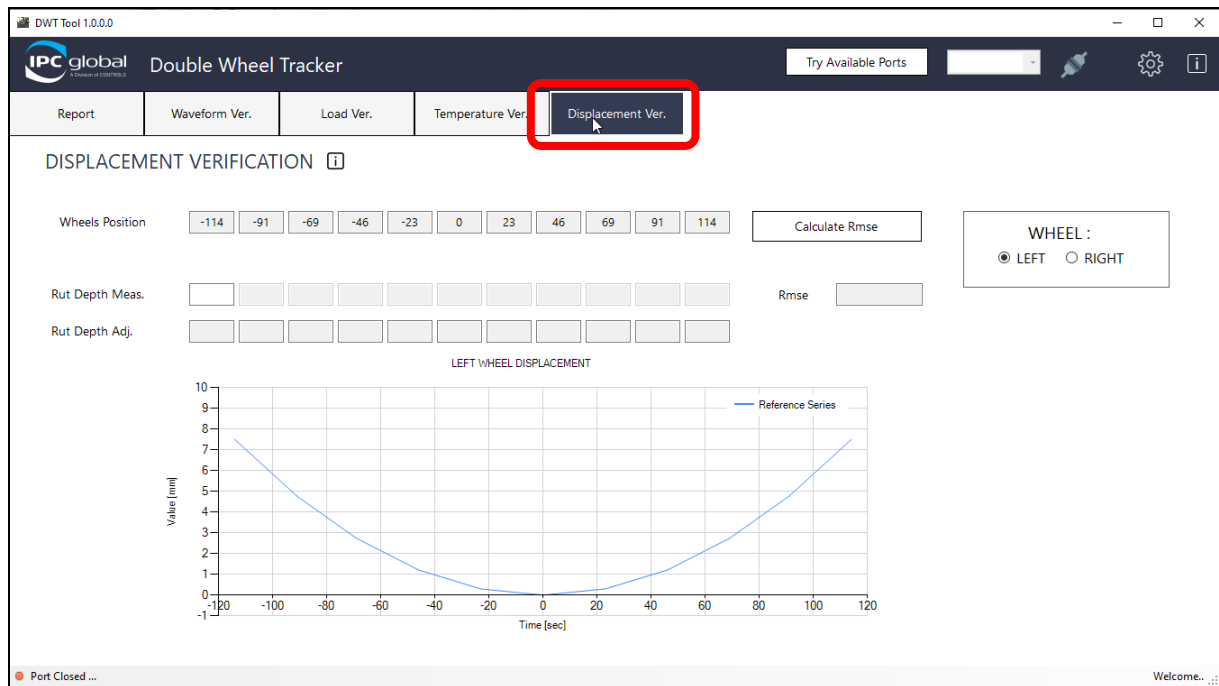 DWT Tool 1.0.0.0
IPC global
A Division of CONTROLS
Double Wheel Tracker
Try Available Ports
Report
Waveform Ver.
Load Ver.
Temperature Ver.
Displacement Ver.
DISPLACEMENT VERIFICATION
Wheels Position -114 -91 -69 -46 -23 0 23 46 69 91 114
Calculate Rmse
WHEEL :
LEFT RIGHT
Rut Depth Meas.
Rmse
Rut Depth Adj.
LEFT WHEEL DISPLACEMENT
Reference Series
10
9
8
7
6
5
4
3
2
1
0
-1
Value [mm]
-120 -100 -80 -60 -40 -20 0 20 40 60 80 100 120
Time [sec]
Port Closed ...
Welcome..